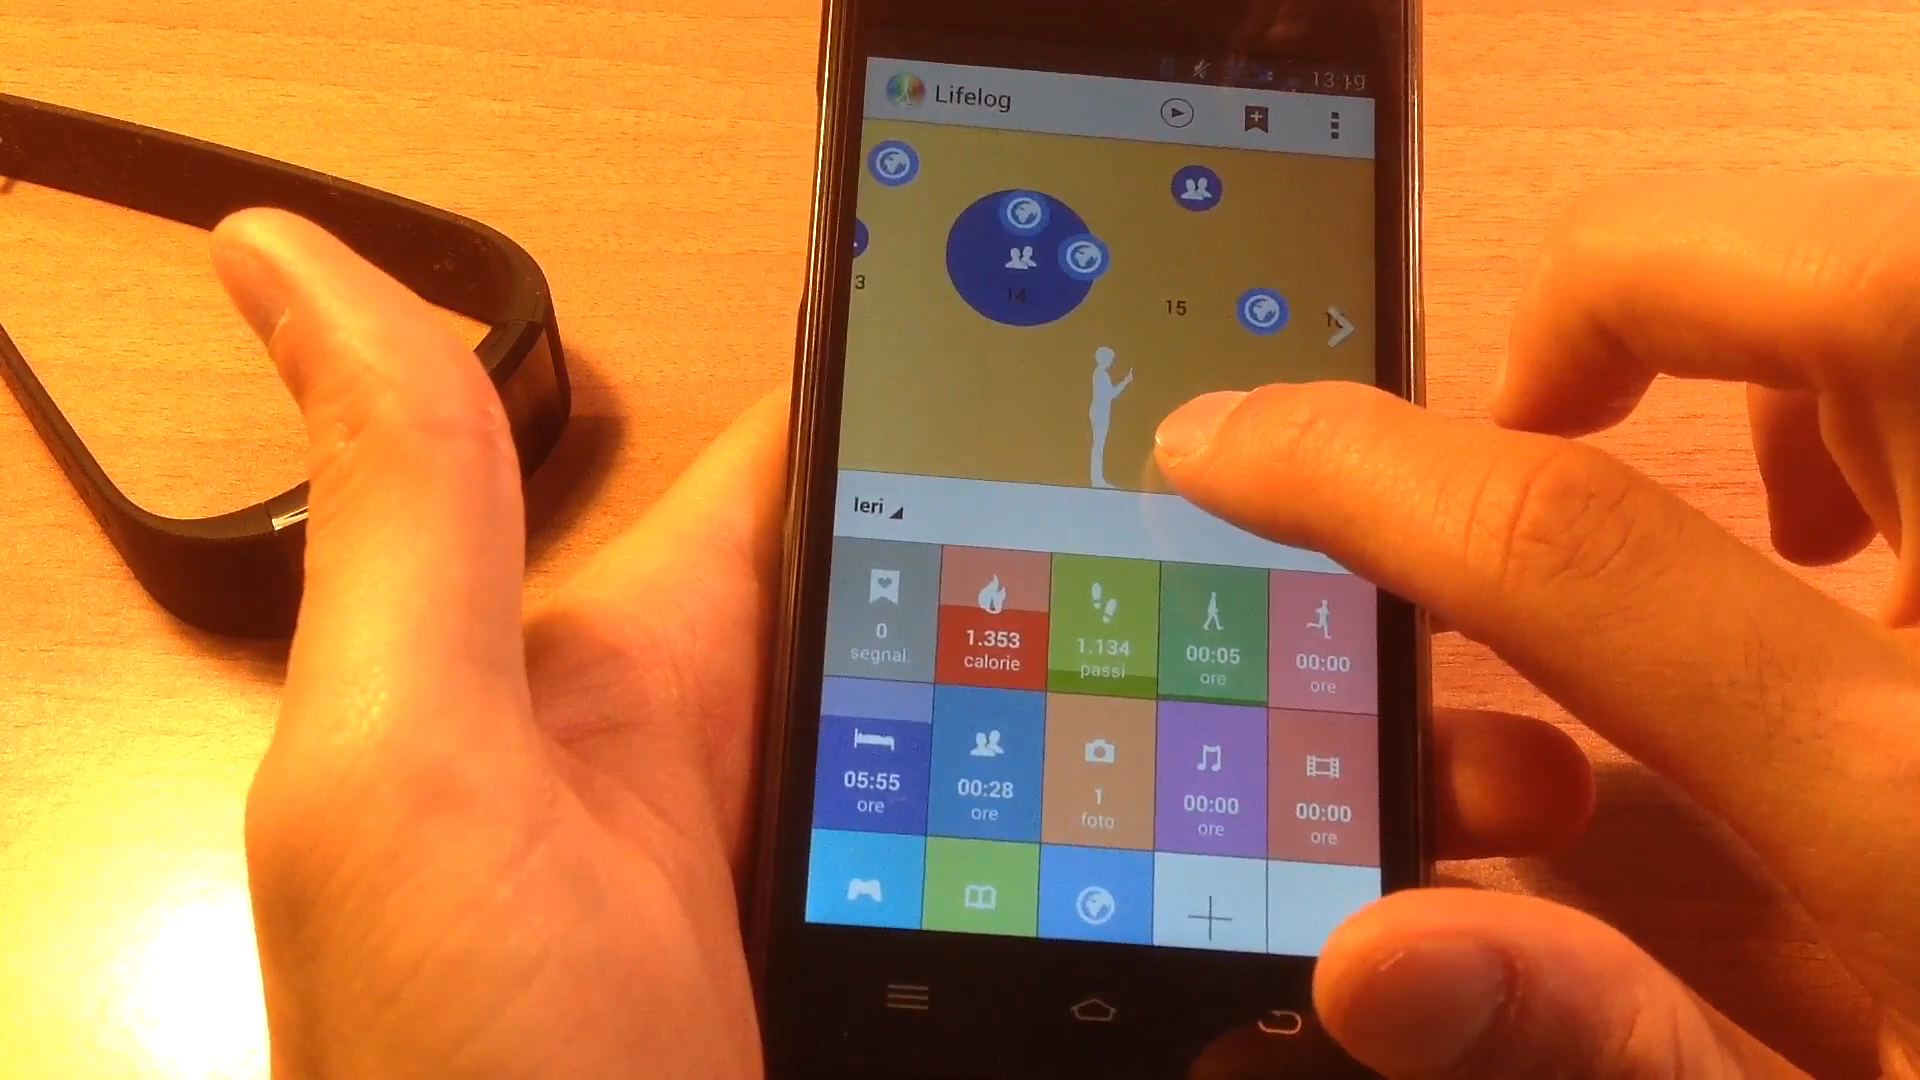 13:19
Lifelog
3
14
15
Ieri
0
segnal.
1.353
calorie
1.134
passi
00:05
ore
00:00
ore
05:55
ore
00:28
ore
1
foto
00:00
ore
00:00
ore